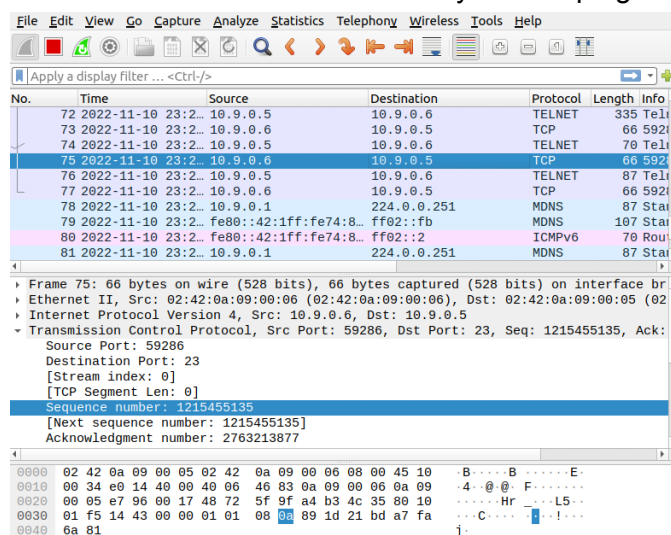 File Edit View Go Capture Analyze Statistics Telephony Wireless Tools Help
Apply a display filter ... <Ctrl-/>
No. Time Source Destination Protocol Length Info
72 2022-11-10 23:2… 10.9.0.5 10.9.0.6 TELNET 335 Teln
73 2022-11-10 23:2… 10.9.0.6 10.9.0.5 TCP 66 5928
74 2022-11-10 23:2… 10.9.0.5 10.9.0.6 TELNET 70 Teln
75 2022-11-10 23:2… 10.9.0.6 10.9.0.5 TCP 66 5928
76 2022-11-10 23:2… 10.9.0.5 10.9.0.6 TELNET 87 Teln
77 2022-11-10 23:2… 10.9.0.6 10.9.0.5 TCP 66 5928
78 2022-11-10 23:2… 10.9.0.1 224.0.0.251 MDNS 87 Stan
79 2022-11-10 23:2… fe80::42:1ff:fe74:8… ff02::fb MDNS 107 Stan
80 2022-11-10 23:2… fe80::42:1ff:fe74:8… ff02::2 ICMPv6 70 Rout
81 2022-11-10 23:2… 10.9.0.1 224.0.0.251 MDNS 87 Stan
Frame 75: 66 bytes on wire (528 bits), 66 bytes captured (528 bits) on interface br
Ethernet II, Src: 02:42:0a:09:00:06 (02:42:0a:09:00:06), Dst: 02:42:0a:09:00:05 (02
Internet Protocol Version 4, Src: 10.9.0.6, Dst: 10.9.0.5
Transmission Control Protocol, Src Port: 59286, Dst Port: 23, Seq: 1215455135, Ack:
Source Port: 59286
Destination Port: 23
[Stream index: 0]
[TCP Segment Len: 0]
Sequence number: 1215455135
[Next sequence number: 1215455135]
Acknowledgment number: 2763213877
0000 02 42 0a 09 00 05 02 42 0a 09 00 06 08 00 45 10 ·B·····B ······E·
0010 00 34 e0 14 40 00 40 06 46 83 0a 09 00 06 0a 09 ·4··@·@· F·······
0020 00 05 e7 96 00 17 48 72 5f 9f a4 b3 4c 35 80 10 ······Hr _···L5··
0030 01 f5 14 43 00 00 01 01 08 0a 89 1d 21 bd a7 fa ···C···· ····!···
0040 6a 81 j·